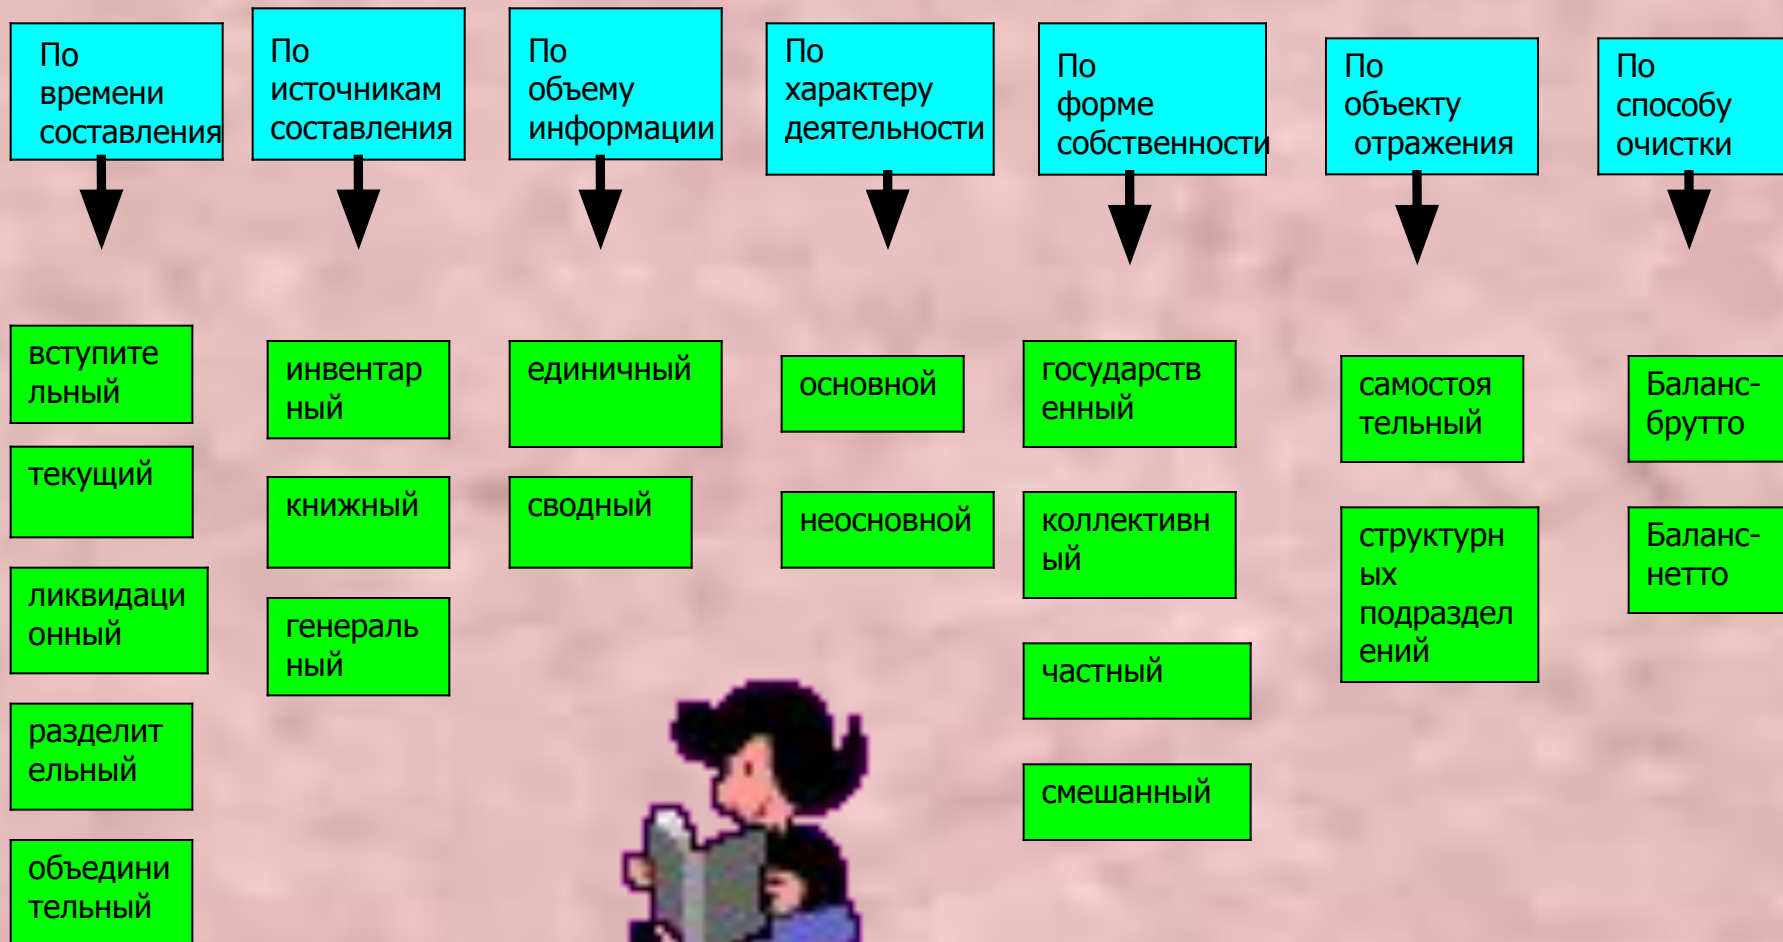 По
времени
составления
По
источникам
составления
По
объему
информации
По
характеру
деятельности
По
форме
собственности
По
объекту
отражения
По
способу
очистки
вступите
льный
текущий
ликвидаци
онный
разделит
ельный
объедини
тельный
инвентар
ный
книжный
генераль
ный
единичный
сводный
основной
неосновной
государств
енный
коллективн
ый
частный
смешанный
самостоя
тельный
структурн
ых
подраздел
ений
Баланс-
брутто
Баланс-
нетто